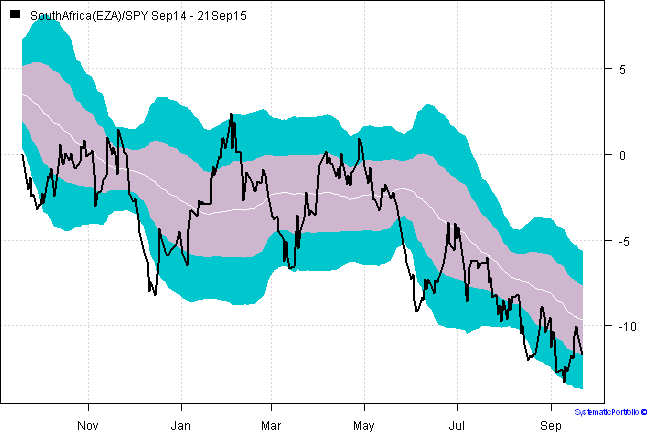 SouthAfrica(EZA)/SPY Sep14 - 21Sep15
5
0
-5
-10
Nov Jan Mar May Jul Sep
SystematicPortfolio ©